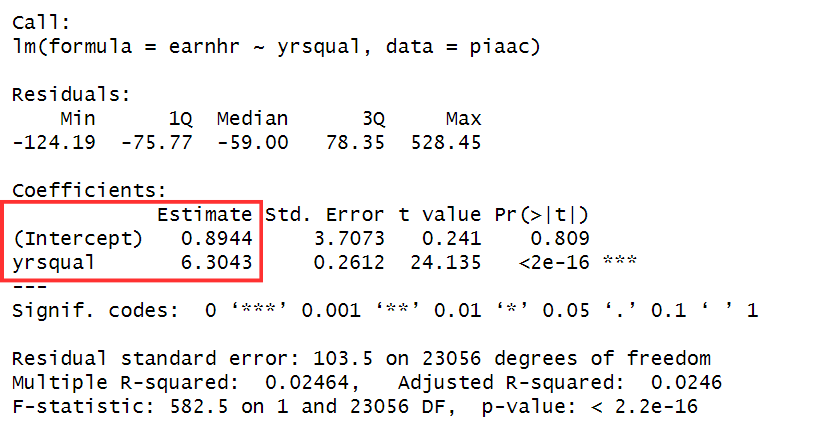 Call:
lm(formula = earnhr ~ yrsqual, data = piaac)
Residuals:
    Min      1Q  Median      3Q     Max
-124.19  -75.77  -59.00   78.35  528.45
Coefficients:
            Estimate Std. Error t value Pr(>|t|)
(Intercept)   0.8944     3.7073   0.241    0.809
yrsqual       6.3043     0.2612  24.135   <2e-16 ***
---
Signif. codes:  0 ‘***’ 0.001 ‘**’ 0.01 ‘*’ 0.05 ‘.’ 0.1 ‘ ’ 1
Residual standard error: 103.5 on 23056 degrees of freedom
Multiple R-squared:  0.02464,   Adjusted R-squared:  0.0246
F-statistic: 582.5 on 1 and 23056 DF,  p-value: < 2.2e-16